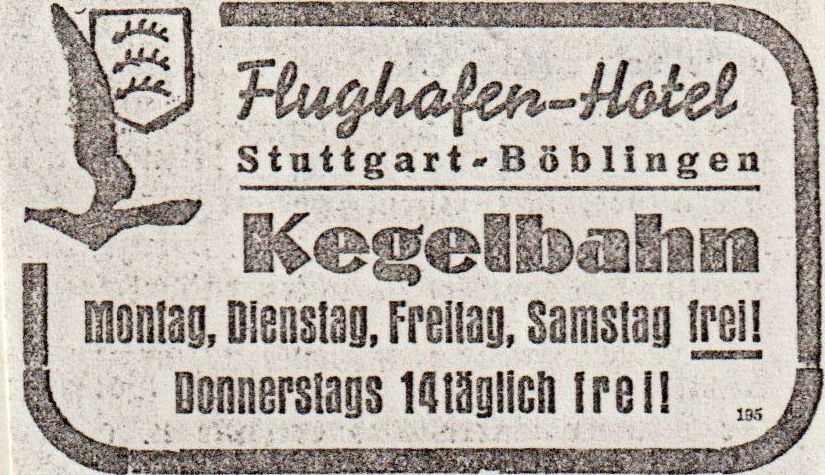 Flughafen-Hotel
Stuttgart-Böblingen
Kegelbahn
Montag, Dienstag, Freitag, Samstag frei!
Donnerstags 14täglich frei!
195